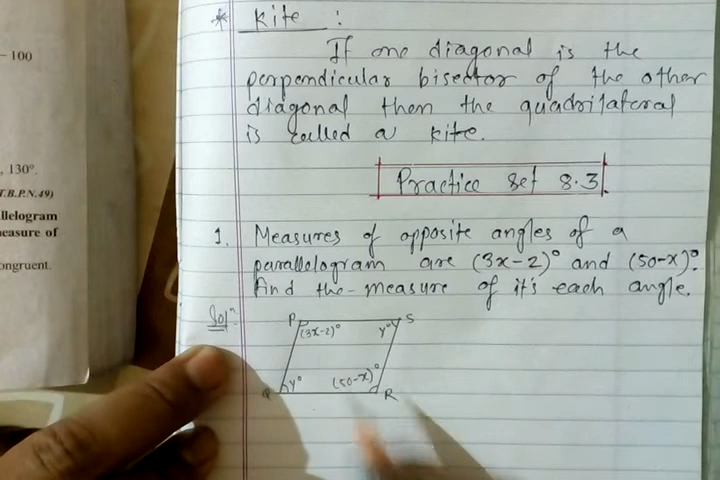 * Kite :
If one diagonal is the
perpendicular bisector of the other
diagonal then the quadrilateral
is called a kite.
Practice Set 8.3
1. Measures of opposite angles of a
parallelogram are (3x-2)° and (50-x)°.
Find the measure of it's each angle.
Solⁿ-
P S
(3x-2)° y°
y° (50-x)°
Q R
- 100
, 130°.
T.B.P.N. 49)
llelogram
easure of
ongruent.